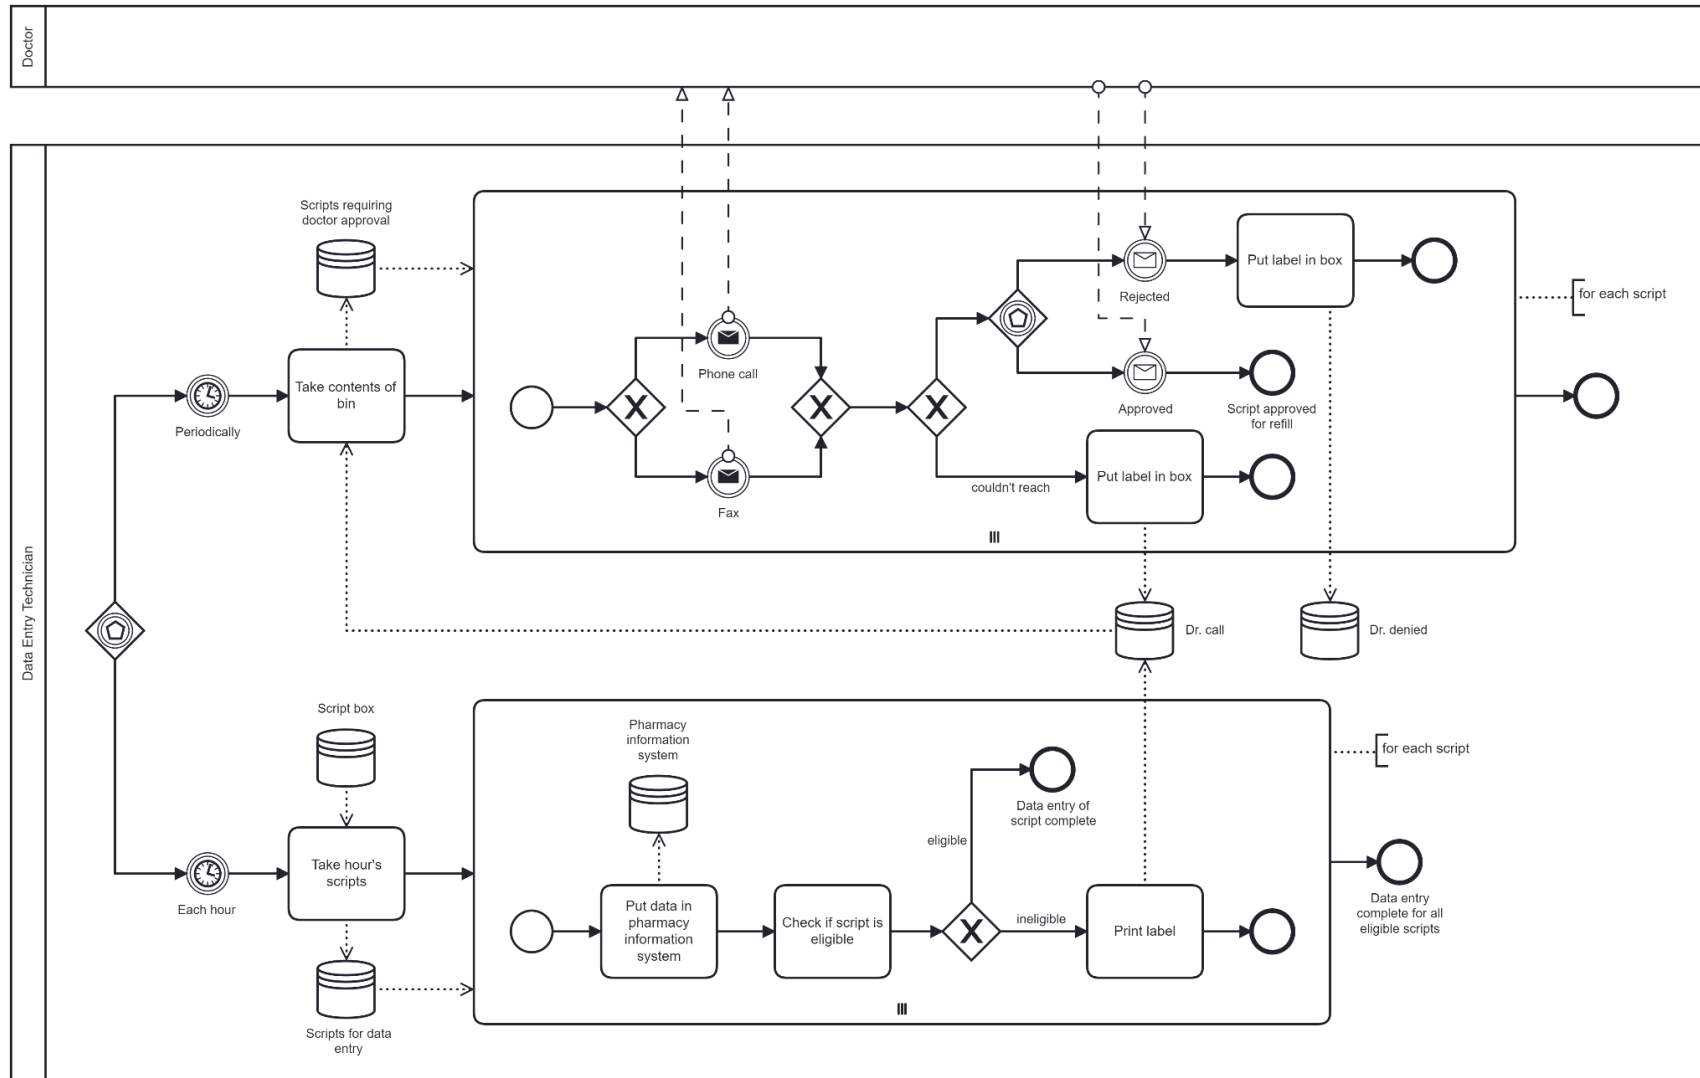 Doctor
Data Entry Technician
Scripts requiring
doctor approval
Periodically
Take contents of
bin
Phone call
Fax
Rejected
Put label in box
Approved
Script approved
for refill
couldn't reach
Put label in box
for each script
Dr. call
Dr. denied
Script box
Each hour
Take hour's
scripts
Scripts for data
entry
Pharmacy
information
system
Put data in
pharmacy
information
system
Check if script is
eligible
eligible
Data entry of
script complete
ineligible
Print label
for each script
Data entry
complete for all
eligible scripts